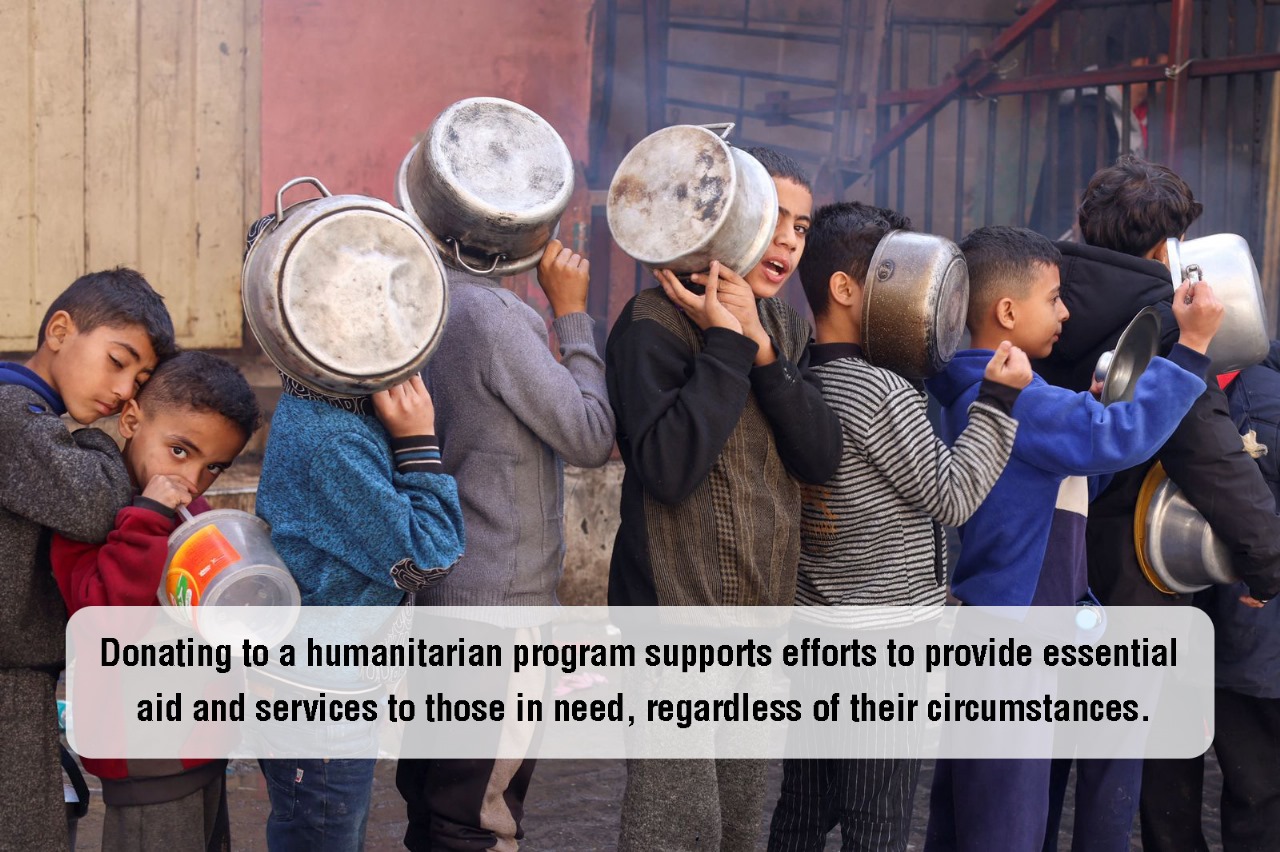 Donating to a humanitarian program supports efforts to provide essential
aid and services to those in need, regardless of their circumstances.